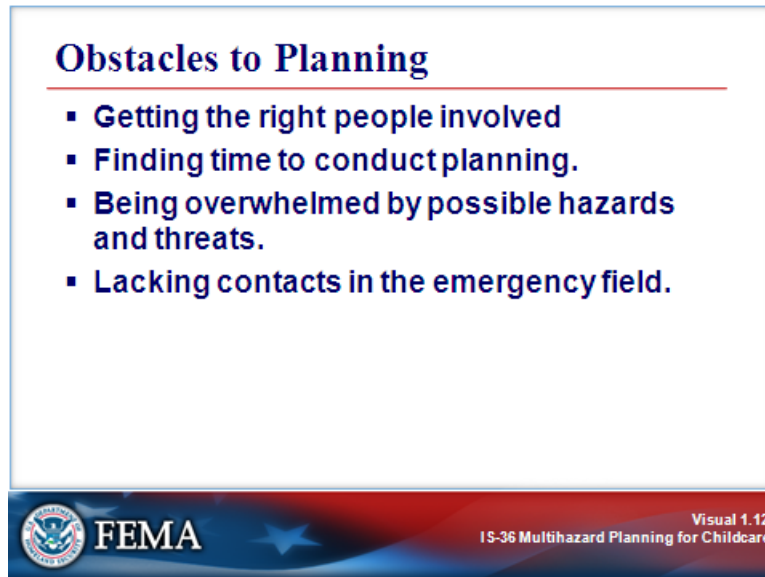 Obstacles to Planning
▪ Getting the right people involved
▪ Finding time to conduct planning.
▪ Being overwhelmed by possible hazards
and threats.
▪ Lacking contacts in the emergency field.
FEMA
Visual 1.12
IS-36 Multihazard Planning for Childcare